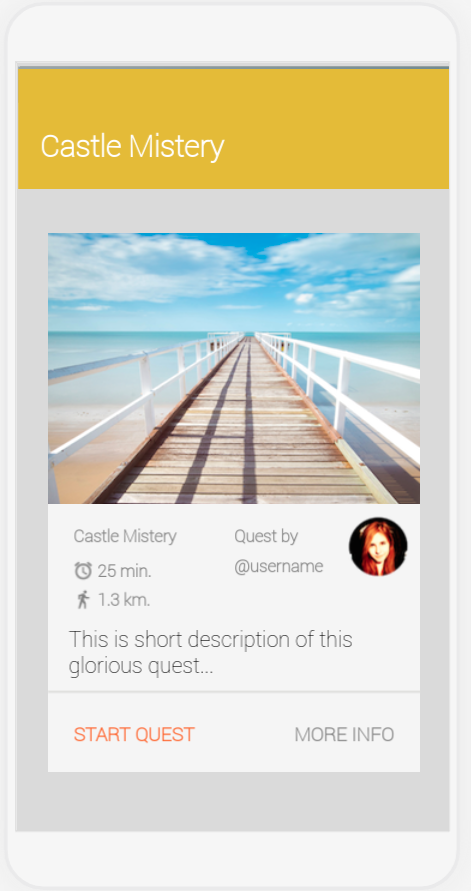 Castle Mistery
Castle Mistery
Quest by
25 min.
@username
1.3 km.
This is short description of this
glorious quest...
START QUEST
MORE INFO